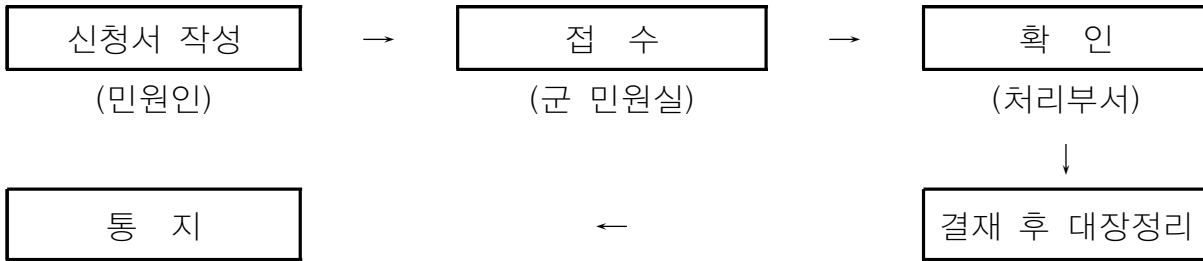 신청서 작성 → 접 수 → 확 인
(민원인) (군 민원실) (처리부서)
↓
통 지 ← 결재 후 대장정리